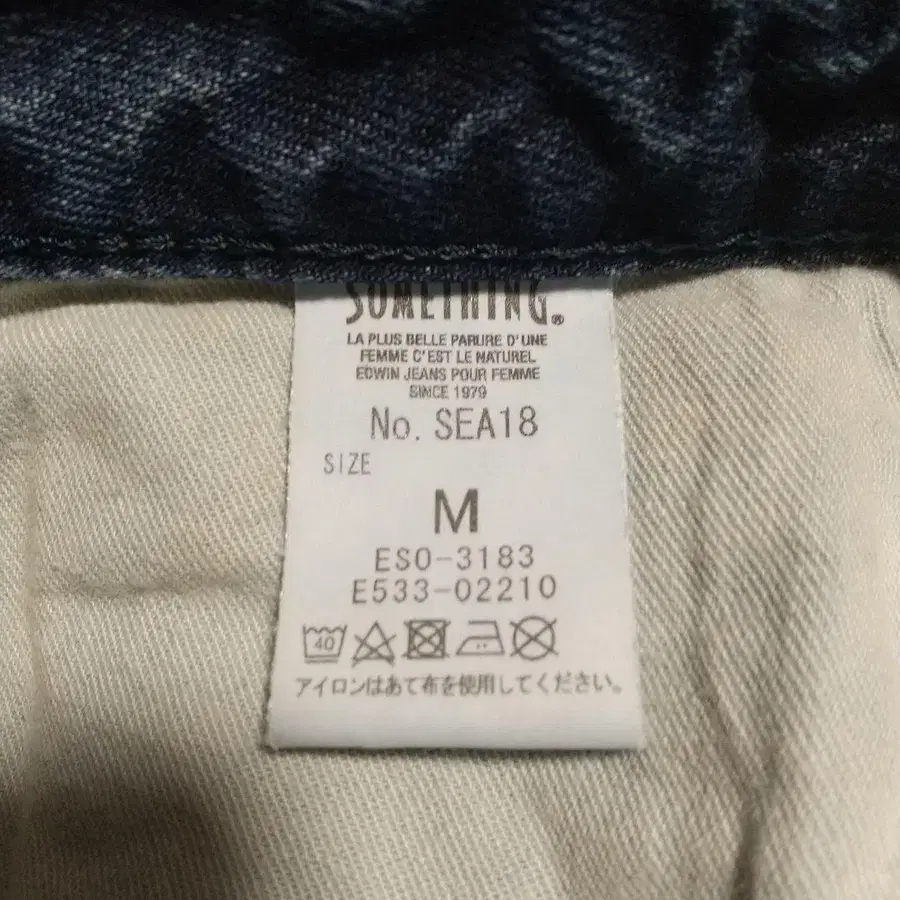 SOMETHING®
LA PLUS BELLE PARURE D'UNE
FEMME C'EST LE NATUREL
EDWIN JEANS POUR FEMME
SINCE 1979
No. SEA18
SIZE
M
ESO-3183
E533-02210
40
アイロンはあて布を使用してください。